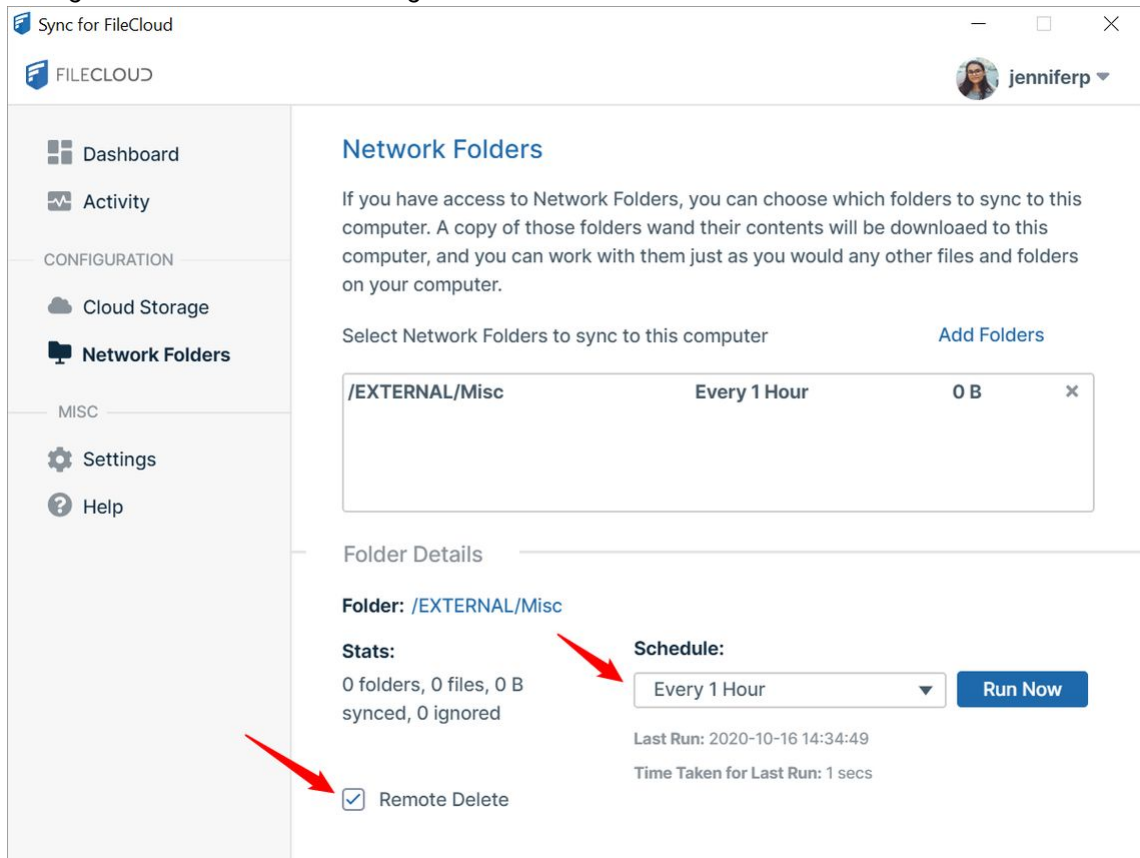 Sync for FileCloud
FILECLOUD
jenniferp
Dashboard
Activity
CONFIGURATION
Cloud Storage
Network Folders
MISC
Settings
Help
Network Folders
If you have access to Network Folders, you can choose which folders to sync to this
computer. A copy of those folders wand their contents will be downloaed to this
computer, and you can work with them just as you would any other files and folders
on your computer.
Select Network Folders to sync to this computer Add Folders
/EXTERNAL/Misc Every 1 Hour 0 B ×
Folder Details
Folder: /EXTERNAL/Misc
Stats:
0 folders, 0 files, 0 B
synced, 0 ignored
Schedule:
Every 1 Hour Run Now
Last Run: 2020-10-16 14:34:49
Time Taken for Last Run: 1 secs
Remote Delete